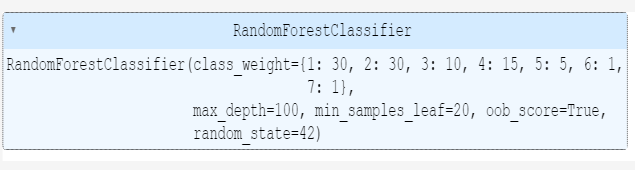 ▾ RandomForestClassifier
RandomForestClassifier(class_weight={1: 30, 2: 30, 3: 10, 4: 15, 5: 5, 6: 1,
7: 1},
max_depth=100, min_samples_leaf=20, oob_score=True,
random_state=42)